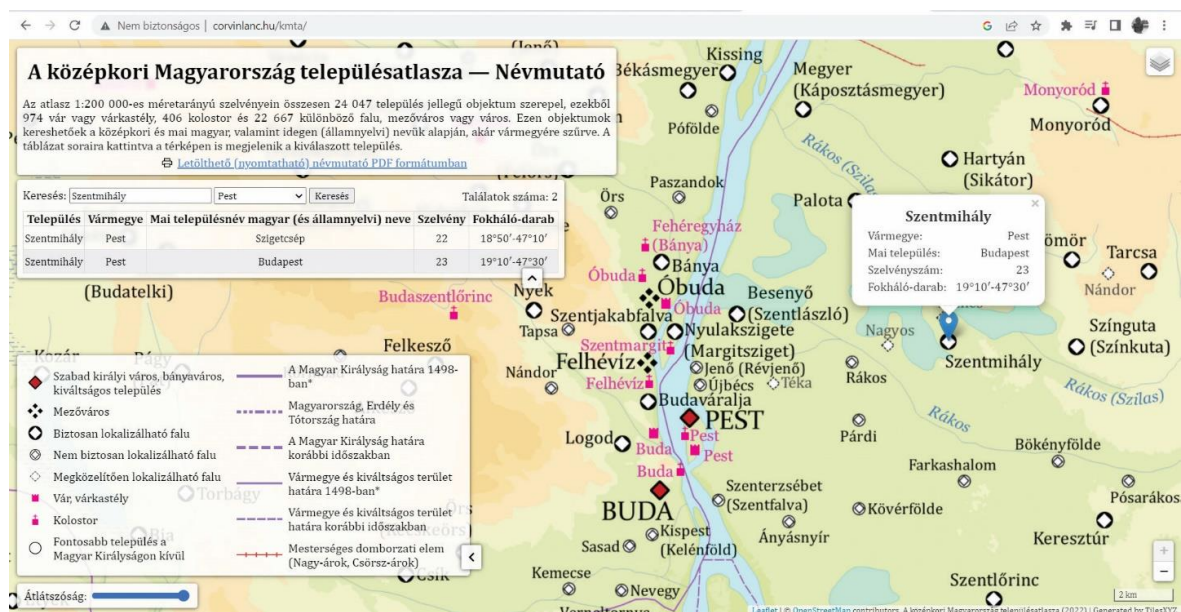 Nem biztonságos | corvinlanc.hu/kmta/
A középkori Magyarország településatlasza — Névmutató
Az atlasz 1:200 000-es méretarányú szelvényein összesen 24 047 település jellegű objektum szerepel, ezekből
974 vár vagy várkastély, 406 kolostor és 22 667 különböző falu, mezőváros vagy város. Ezen objektumok
kereshetőek a középkori és mai magyar, valamint idegen (államnyelvi) nevük alapján, akár vármegyére szűrve. A
táblázat soraira kattintva a térképen is megjelenik a kiválaszott település.
Letölthető (nyomtatható) névmutató PDF formátumban
Keresés: Szentmihály Pest Keresés Találatok száma: 2
Település Vármegye Mai településnév magyar (és államnyelvi) neve Szelvény Fokháló-darab
Szentmihály Pest Szigetcsép 22 18°50′-47°10′
Szentmihály Pest Budapest 23 19°10′-47°30′
(Jenő)
Kissing
Békásmegyer
Megyer
(Káposztásmegyer)
Monyoród
Monyoród
Pófölde
Rákos (Szilas)
Hartyán
(Sikátor)
Paszandok
Örs
Palota
Fehéregyház
(Bánya)
Bánya
Szentmihály
Vármegye: Pest
Mai település: Budapest
Szelvényszám: 23
Fokháló-darab: 19°10′-47°30′
Tarcsa
Nándor
Óbuda
Óbuda
Óbuda
(Budatelki)
Budaszentlőrinc
Nyék
Besenyő
(Szentlászló)
Szentjakabfalva
Tapsa
Nyulakszigete
(Margitsziget)
Nagyos
Színguta
(Színkuta)
Szentmihály
Kozár
Págy
Felkesző
Szentmargit
Felhévíz
Nándor
Jenő (Révjenő)
Felhévíz
Újbécs
Téka
Rákos
Rákos (Szilas)
Budaváralja
PEST
Rákos
Logod
Buda
Pest
Pest
Párdi
Bökényfölde
Buda
Farkashalom
Torbágy
BUDA
Szenterzsébet
(Szentfalva)
Kövérfölde
Pósarákos
Kispest
(Kelénföld)
Ányásnyír
Keresztúr
Sasad
Csík
Kemecse
Nevegy
Szentlőrinc
Szabad királyi város, bányaváros,
kiváltságos település
Mezőváros
Biztosan lokalizálható falu
Nem biztosan lokalizálható falu
Megközelítően lokalizálható falu
Vár, várkastély
Kolostor
Fontosabb település a
Magyar Királyságon kívül
A Magyar Királyság határa 1498-
ban*
Magyarország, Erdély és
Tótország határa
A Magyar Királyság határa
korábbi időszakban
Vármegye és kiváltságos terület
határa 1498-ban*
Vármegye és kiváltságos terület
határa korábbi időszakban
Mesterséges domborzati elem
(Nagy-árok, Csörsz-árok)
Átlátszóság:
+
−
2 km
Leaflet | © OpenStreetMap contributors, A középkori Magyarország településatlasza (2022) | Generated by TilesXYZ